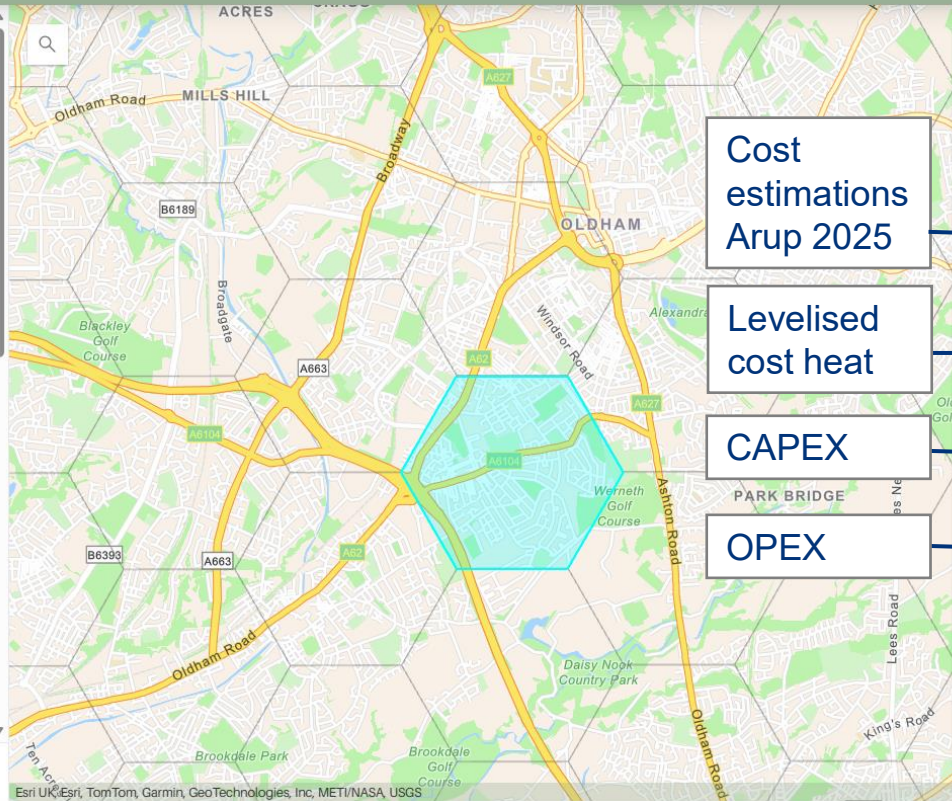 ACRES
A627
MILLS HILL
Oldham Road
Broadway
B6189
OLDHAM
Cost
estimations
Arup 2025
Broadgate
Windsor Road
Alexandra
Blackley
Golf
Course
A663
A62
Levelised
cost heat
A627
A6104
A6104
CAPEX
Werneth
Golf
Course
PARK BRIDGE
Ashton Road
B6393
A663
A62
OPEX
Oldham Road
Lees Road
Daisy Nook
Country Park
Oldham Road
King's Road
Brookdale Park
Brookdale
Golf
Course
Esri UK, Esri, TomTom, Garmin, GeoTechnologies, Inc, METI/NASA, USGS